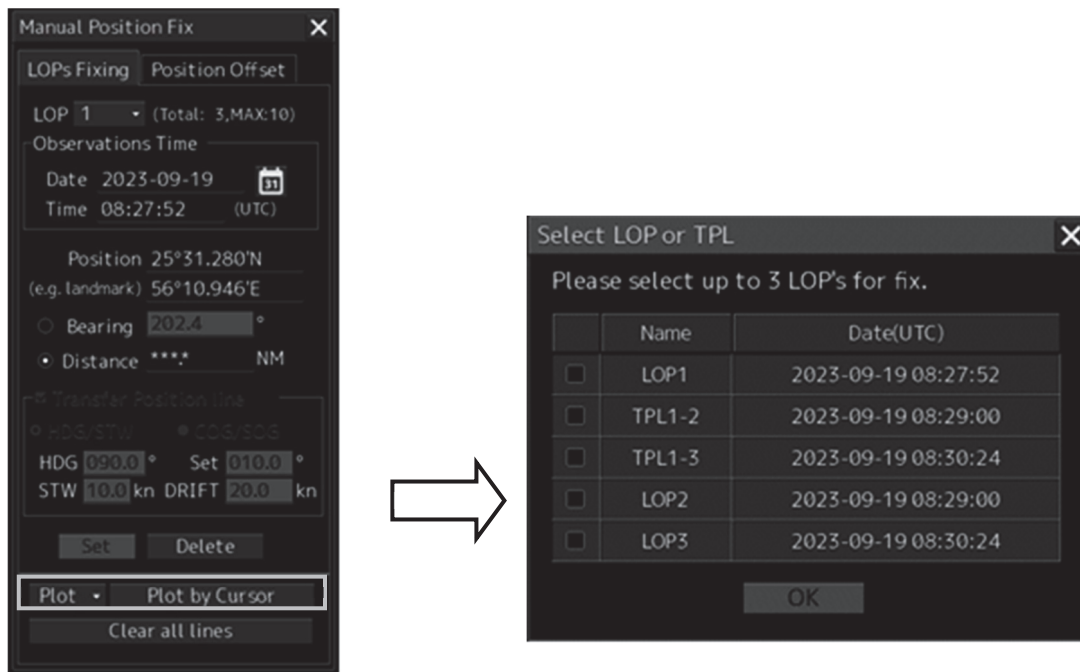 Manual Position Fix
LOPs Fixing Position Offset
LOP 1 (Total: 3,MAX:10)
Observations Time
Date 2023-09-19 31
Time 08:27:52 (UTC)
Position 25°31.280'N
(e.g. landmark) 56°10.946'E
Bearing 202.4 °
Distance ***.* NM
Transfer Position line
HDG/STW COG/SOG
HDG 090.0 ° Set 010.0 °
STW 10.0 kn DRIFT 20.0 kn
Set Delete
Plot Plot by Cursor
Clear all lines
Select LOP or TPL
Please select up to 3 LOP's for fix.
Name Date(UTC)
LOP1 2023-09-19 08:27:52
TPL1-2 2023-09-19 08:29:00
TPL1-3 2023-09-19 08:30:24
LOP2 2023-09-19 08:29:00
LOP3 2023-09-19 08:30:24
OK